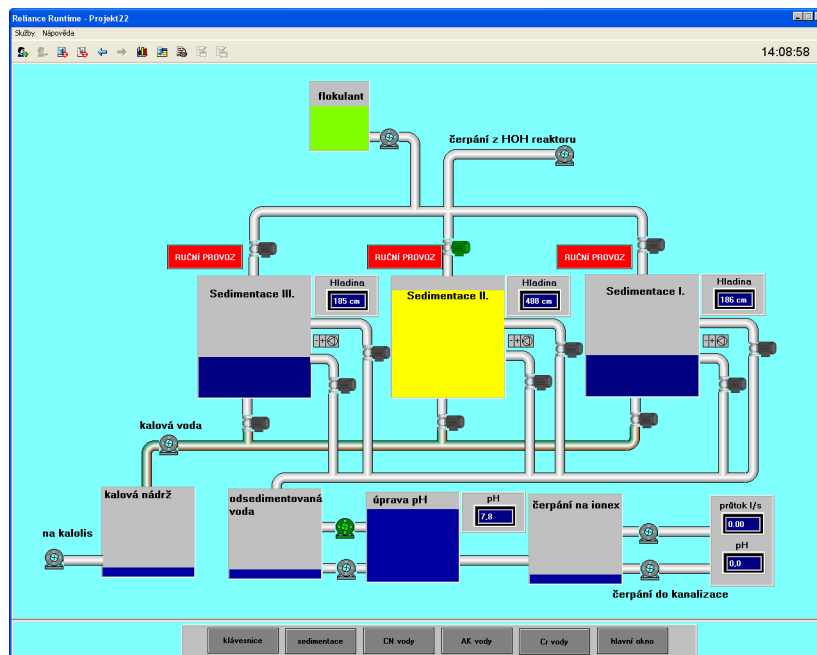 Reliance Runtime - Projekt22
Služby Nápověda
14:08:58
flokulant
čerpání z HOH reaktoru
RUČNÍ PROVOZ
RUČNÍ PROVOZ
RUČNÍ PROVOZ
Sedimentace III.
Hladina
185 cm
Sedimentace II.
Hladina
488 cm
Sedimentace I.
Hladina
186 cm
kalová voda
kalová nádrž
na kalolis
odsedimentovaná
voda
úprava pH
pH
7,8
čerpání na ionex
průtok l/s
0.00
pH
0,0
čerpání do kanalizace
klávesnice
sedimentace
CN vody
AK vody
Cr vody
hlavní okno